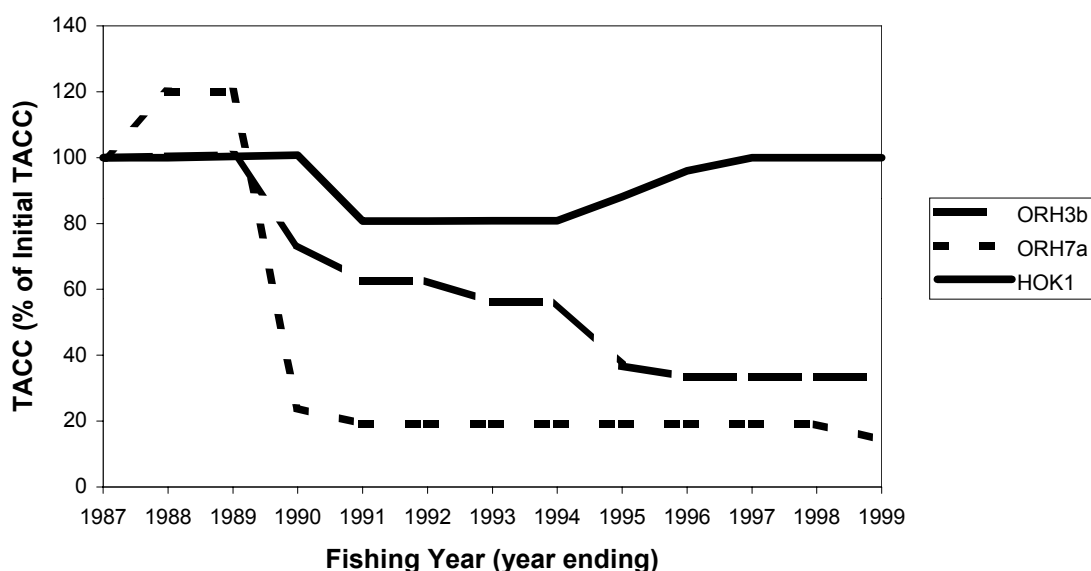 TACC (% of Initial TACC)
140
120
100
80
60
40
20
0
1987 1988 1989 1990 1991 1992 1993 1994 1995 1996 1997 1998 1999
Fishing Year (year ending)
ORH3b
ORH7a
HOK1